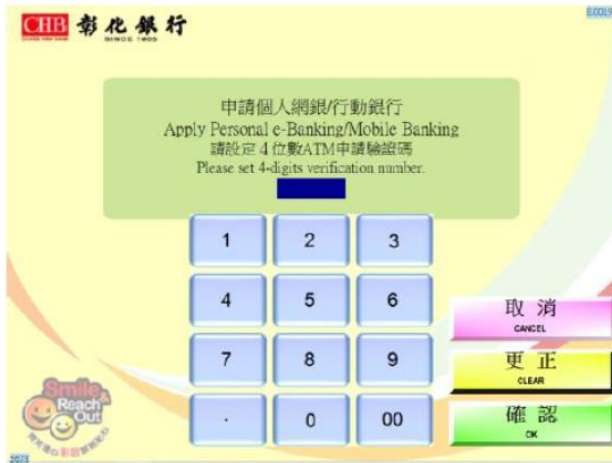 CHB 彰化銀行
SINCE 1905
申請個人網銀/行動銀行
Apply Personal e-Banking/Mobile Banking
請設定 4 位數ATM申請驗證碼
Please set 4-digits verification number.
1 2 3
4 5 6
取消
CANCEL
7 8 9
更正
CLEAR
. 0 00
確認
OK
Smile &
Reach
Out